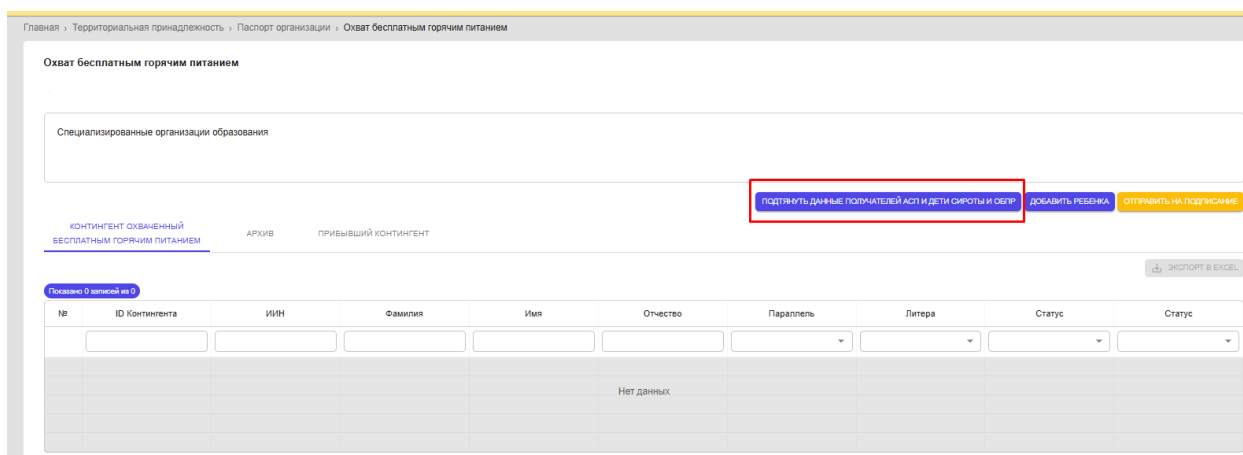 Главная › Территориальная принадлежность › Паспорт организации › Охват бесплатным горячим питанием
Охват бесплатным горячим питанием
Специализированные организации образования
ПОДТЯНУТЬ ДАННЫЕ ПОЛУЧАТЕЛЕЙ АСП И ДЕТИ СИРОТЫ И ОБПР
ДОБАВИТЬ РЕБЕНКА
ОТПРАВИТЬ НА ПОДПИСАНИЕ
КОНТИНГЕНТ ОХВАЧЕННЫЙ
БЕСПЛАТНЫМ ГОРЯЧИМ ПИТАНИЕМ
АРХИВ
ПРИБЫВШИЙ КОНТИНГЕНТ
ЭКСПОРТ В EXCEL
Показано 0 записей из 0
№ ID Контингента ИИН Фамилия Имя Отчество Параллель Литера Статус Статус
Нет данных